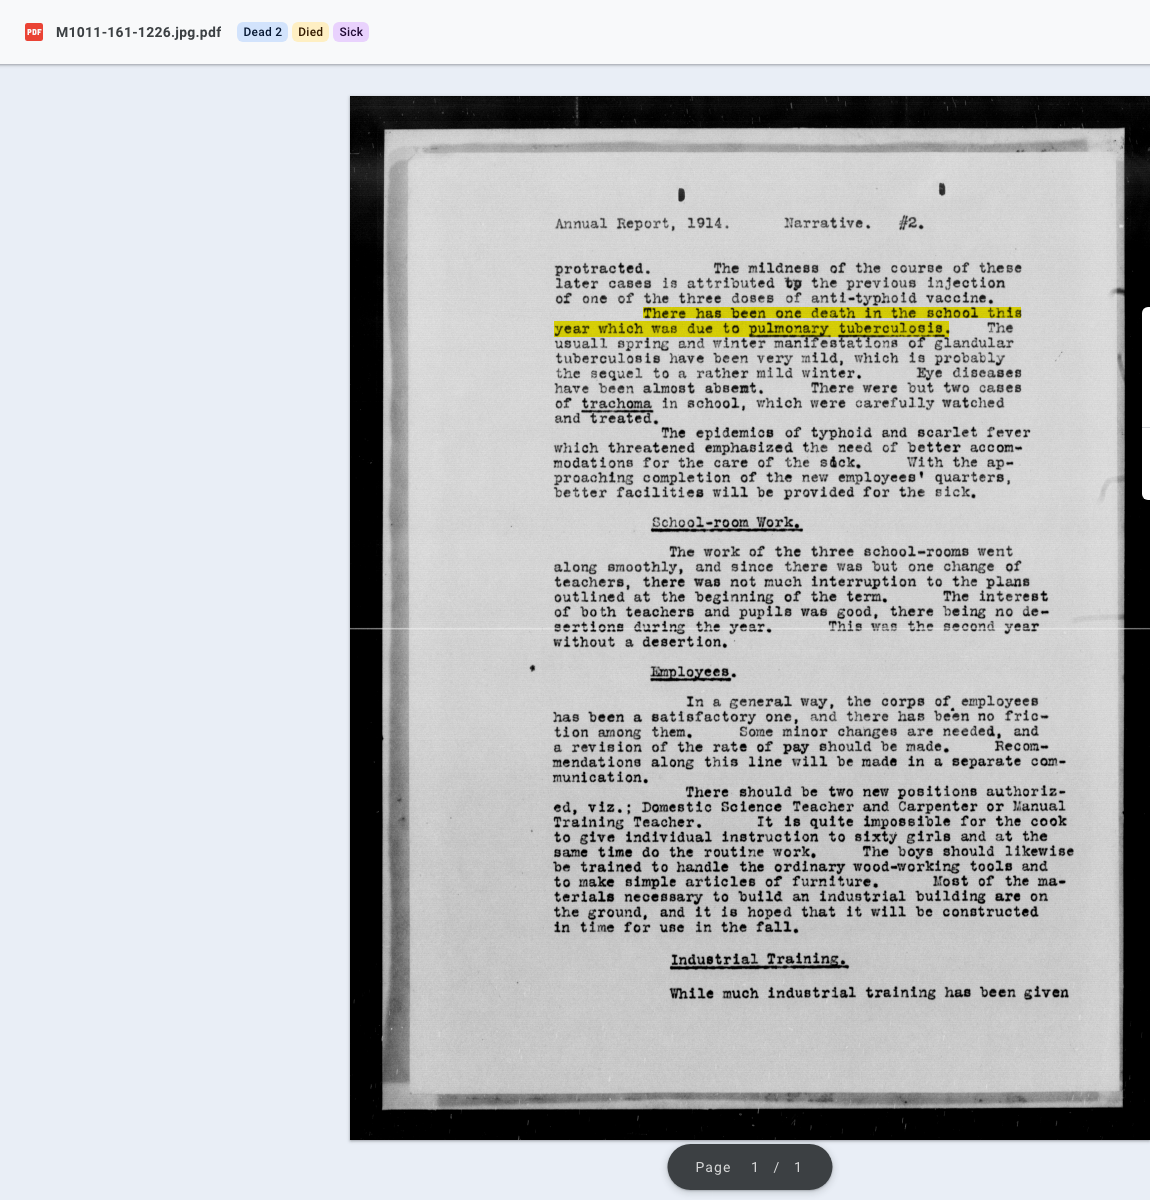 PDF M1011-161-1226.jpg.pdf Dead 2 Died Sick
Annual Report, 1914. Narrative. #2.
protracted. The mildness of the course of these
later cases is attributed tp the previous injection
of one of the three doses of anti-typhoid vaccine.
There has been one death in the school this
year which was due to pulmonary tuberculosis. The
usuall spring and winter manifestations of glandular
tuberculosis have been very mild, which is probably
the sequel to a rather mild winter. Eye diseases
have been almost absemt. There were but two cases
of trachoma in school, which were carefully watched
and treated.
The epidemics of typhoid and scarlet fever
which threatened emphasized the need of better accom-
modations for the care of the sick. With the ap-
proaching completion of the new employees' quarters,
better facilities will be provided for the sick.
School-room Work.
The work of the three school-rooms went
along smoothly, and since there was but one change of
teachers, there was not much interruption to the plans
outlined at the beginning of the term. The interest
of both teachers and pupils was good, there being no de-
sertions during the year. This was the second year
without a desertion.
Employees.
In a general way, the corps of employees
has been a satisfactory one, and there has been no fric-
tion among them. Some minor changes are needed, and
a revision of the rate of pay should be made. Recom-
mendations along this line will be made in a separate com-
munication.
There should be two new positions authoriz-
ed, viz.; Domestic Science Teacher and Carpenter or Manual
Training Teacher. It is quite impossible for the cook
to give individual instruction to sixty girls and at the
same time do the routine work. The boys should likewise
be trained to handle the ordinary wood-working tools and
to make simple articles of furniture. Most of the ma-
terials necessary to build an industrial building are on
the ground, and it is hoped that it will be constructed
in time for use in the fall.
Industrial Training.
While much industrial training has been given
Page 1 / 1